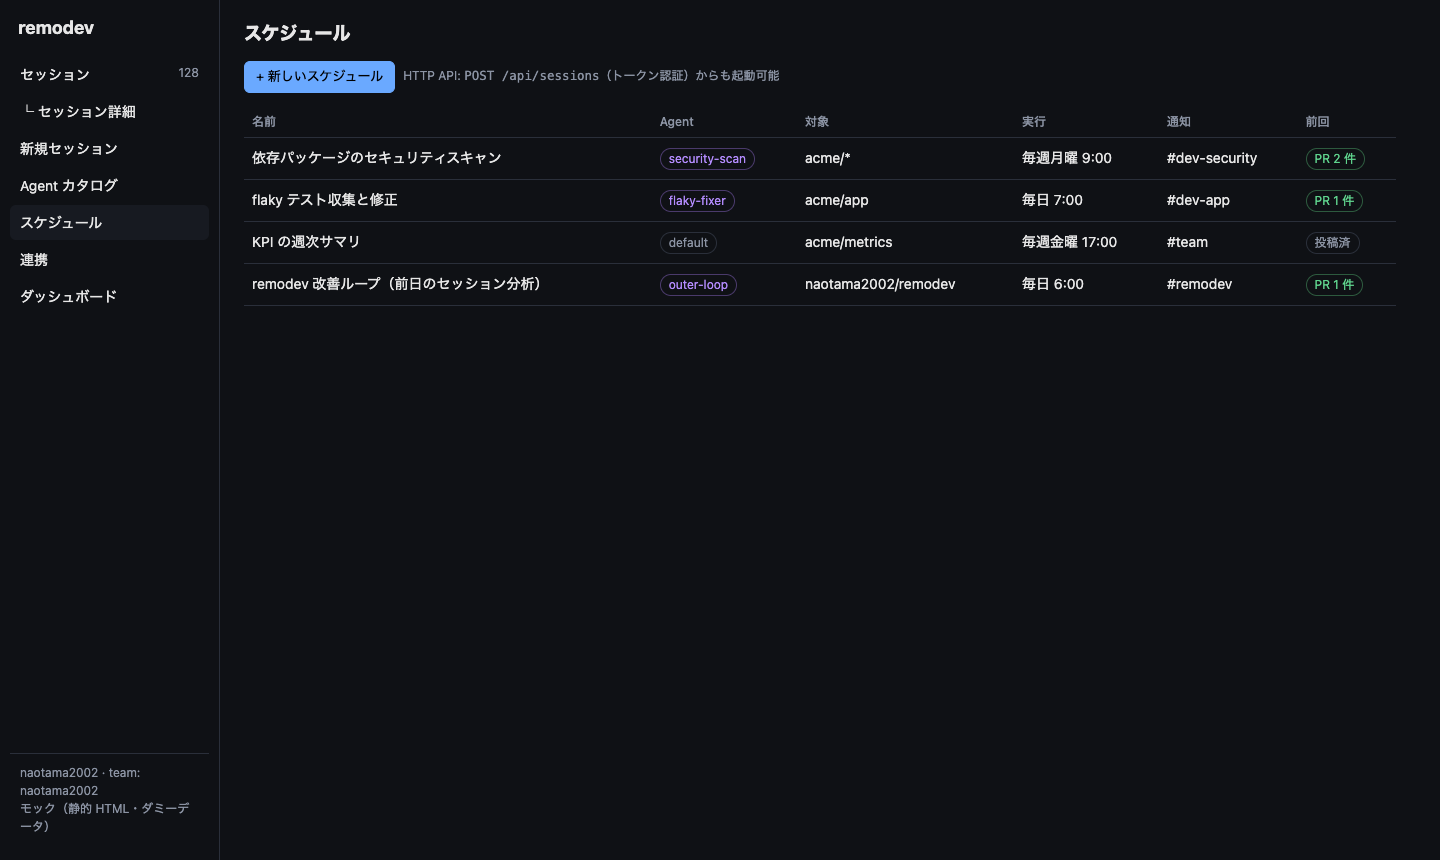 remodev
セッション 128
└ セッション詳細
新規セッション
Agent カタログ
スケジュール
連携
ダッシュボード
naotama2002 · team:
naotama2002
モック（静的 HTML・ダミーデ
ータ）
スケジュール
+ 新しいスケジュール HTTP API: POST /api/sessions（トークン認証）からも起動可能
名前 Agent 対象 実行 通知 前回
依存パッケージのセキュリティスキャン security-scan acme/* 毎週月曜 9:00 #dev-security PR 2 件
flaky テスト収集と修正 flaky-fixer acme/app 毎日 7:00 #dev-app PR 1 件
KPI の週次サマリ default acme/metrics 毎週金曜 17:00 #team 投稿済
remodev 改善ループ（前日のセッション分析） outer-loop naotama2002/remodev 毎日 6:00 #remodev PR 1 件